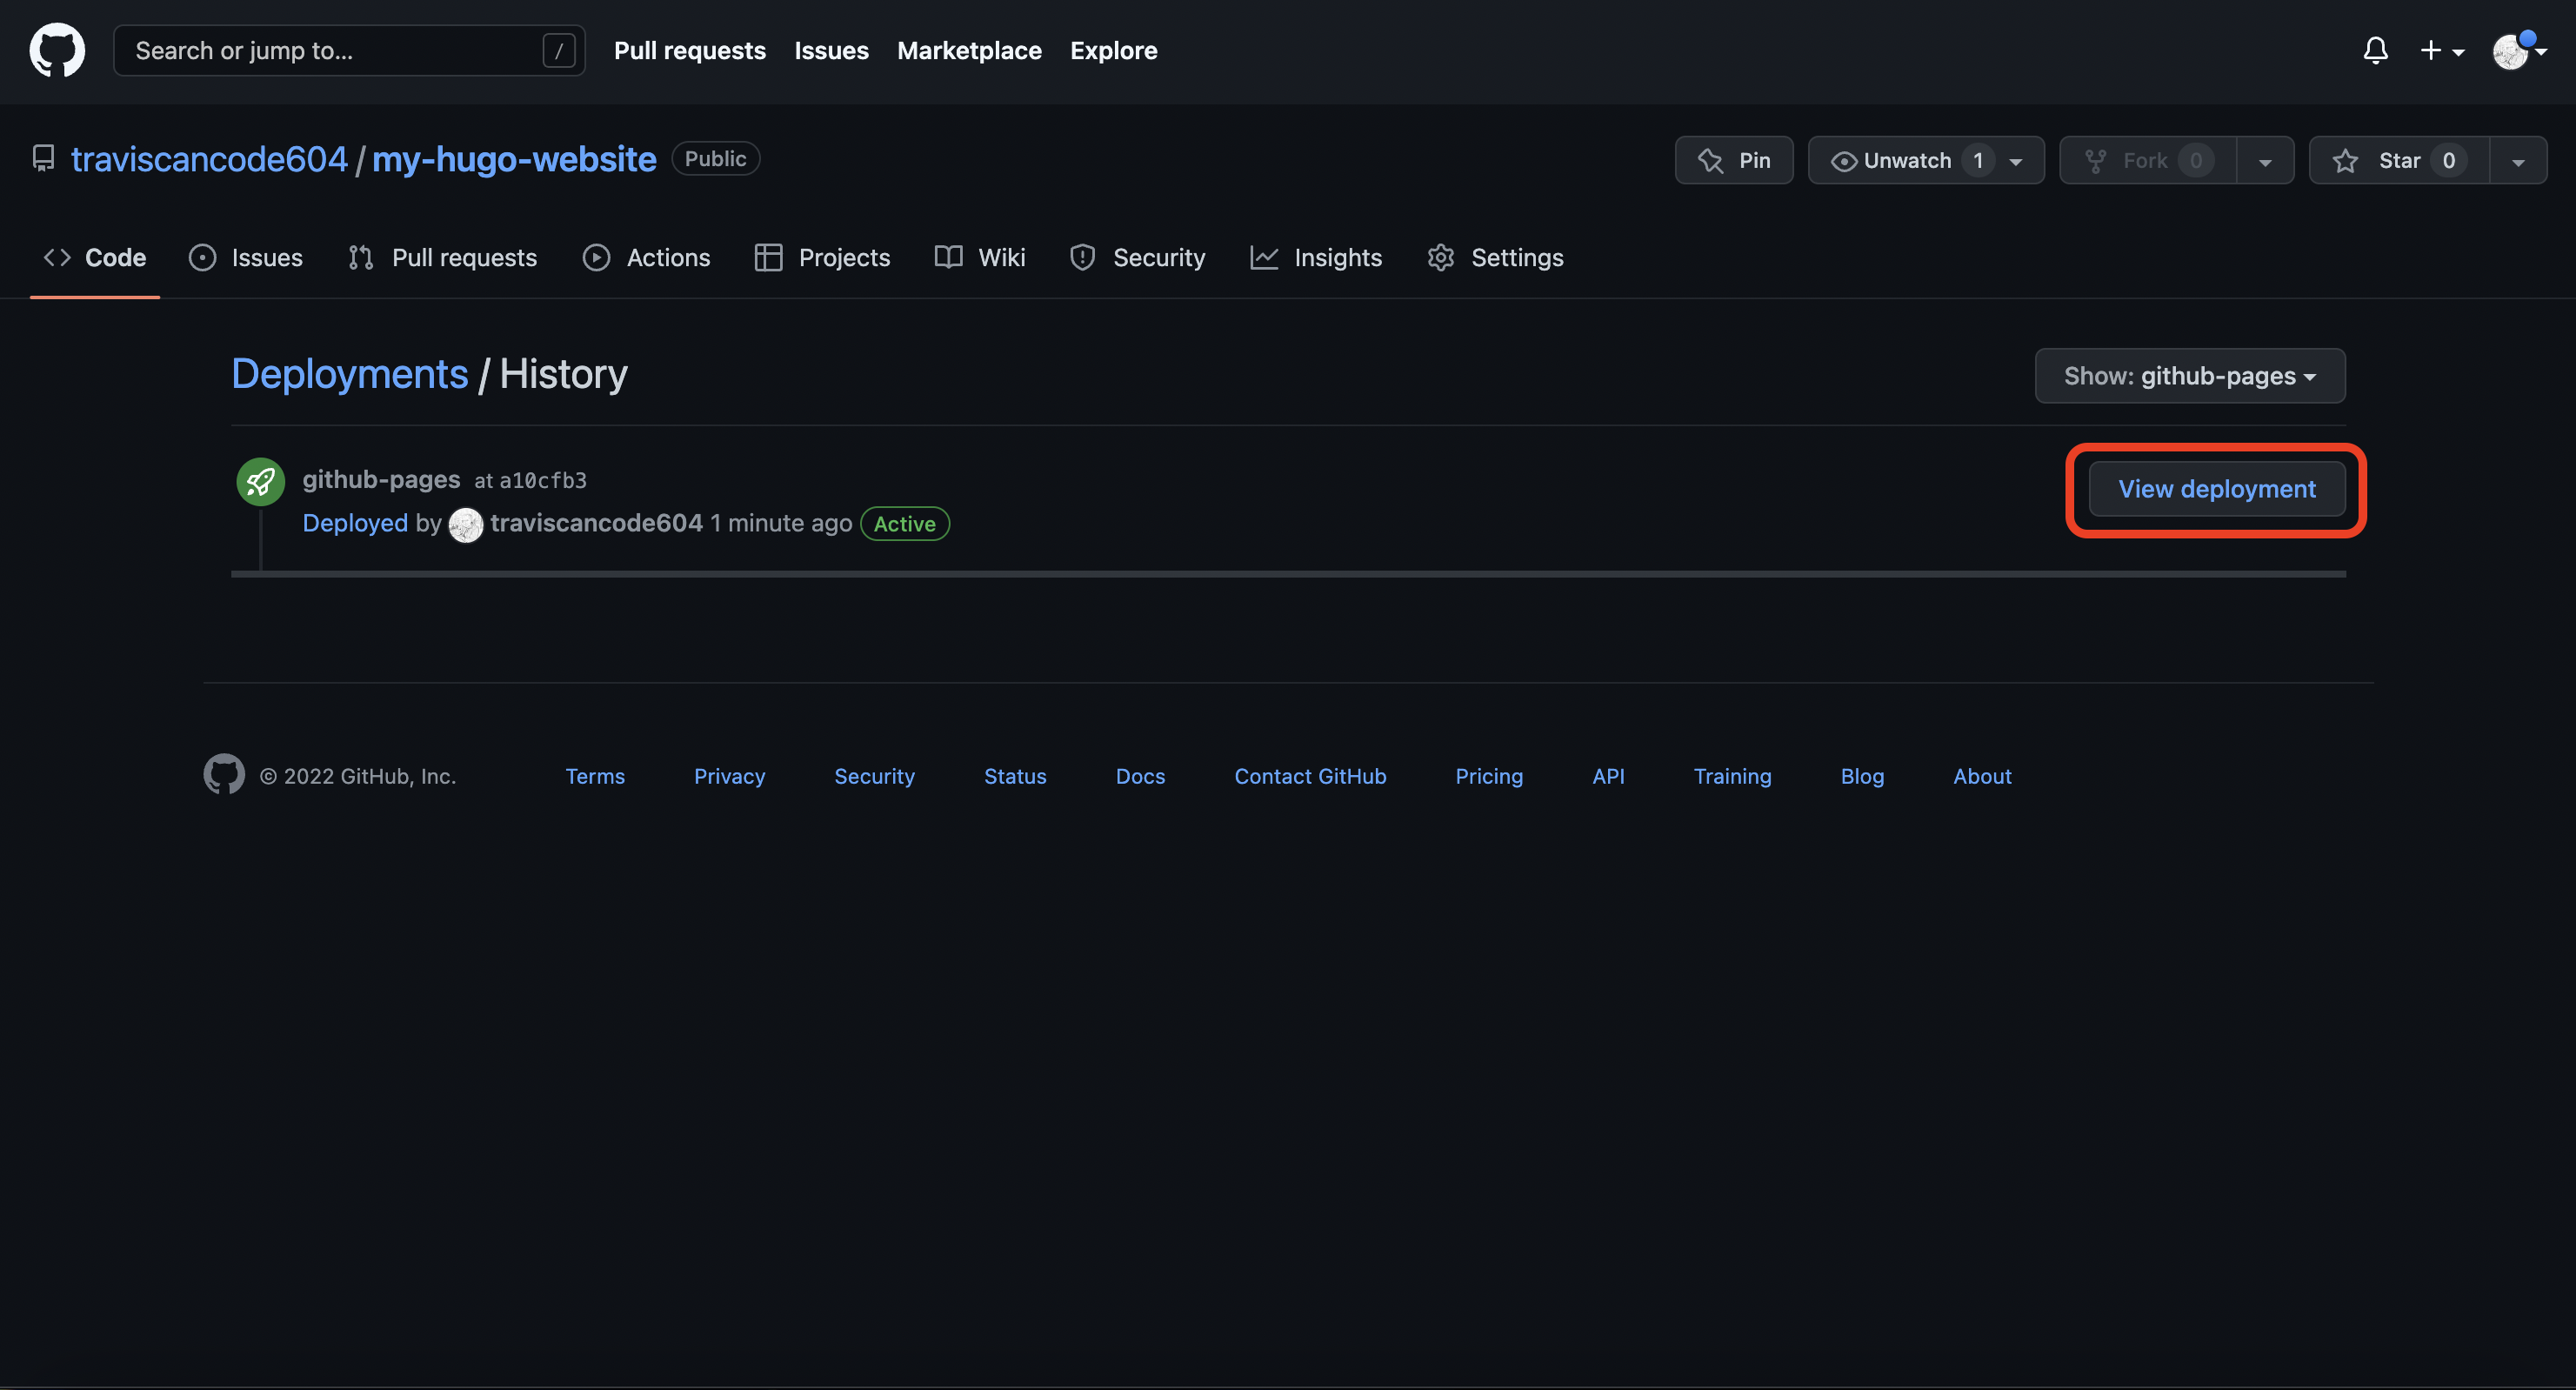 Search or jump to... / Pull requests Issues Marketplace Explore
traviscancode604 / my-hugo-website Public Pin Unwatch 1 Fork 0 Star 0
Code Issues Pull requests Actions Projects Wiki Security Insights Settings
Deployments / History Show: github-pages
github-pages at a10cfb3 View deployment
Deployed by traviscancode604 1 minute ago Active
© 2022 GitHub, Inc. Terms Privacy Security Status Docs Contact GitHub Pricing API Training Blog About